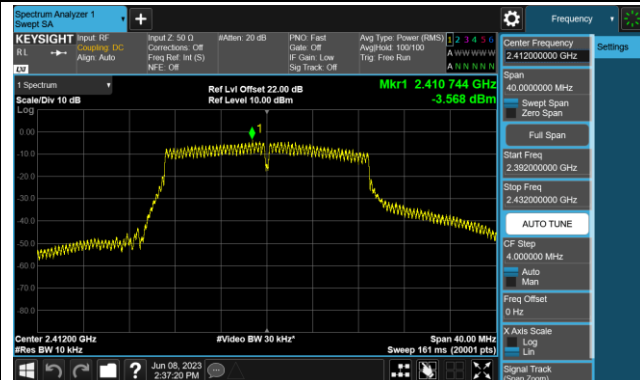 Spectrum Analyzer 1
Swept SA
+
Frequency
KEYSIGHT
RL
LXI
Input: RF
Coupling: DC
Align: Auto
Input Z: 50 Ω
Corrections: Off
Freq Ref: Int (S)
NFE: Off
#Atten: 20 dB
PNO: Fast
Gate: Off
IF Gain: Low
Sig Track: Off
Avg Type: Power (RMS)
Avg|Hold: 100/100
Trig: Free Run
1 2 3 4 5 6
A W W W W W
A N N N N N
1 Spectrum
Scale/Div 10 dB
Log
Ref Lvl Offset 22.00 dB
Ref Level 10.00 dBm
Mkr1 2.410 744 GHz
-3.568 dBm
1
0.00
-10.0
-20.0
-30.0
-40.0
-50.0
-60.0
-70.0
-80.0
Center 2.41200 GHz
#Res BW 10 kHz
#Video BW 30 kHz*
Span 40.00 MHz
Sweep 161 ms (20001 pts)
?
Jun 08, 2023
2:37:20 PM
Center Frequency
2.412000000 GHz
Settings
Span
40.0000000 MHz
Swept Span
Zero Span
Full Span
Start Freq
2.392000000 GHz
Stop Freq
2.432000000 GHz
AUTO TUNE
CF Step
4.000000 MHz
Auto
Man
Freq Offset
0 Hz
X Axis Scale
Log
Lin
Signal Track
(Span Zoom)